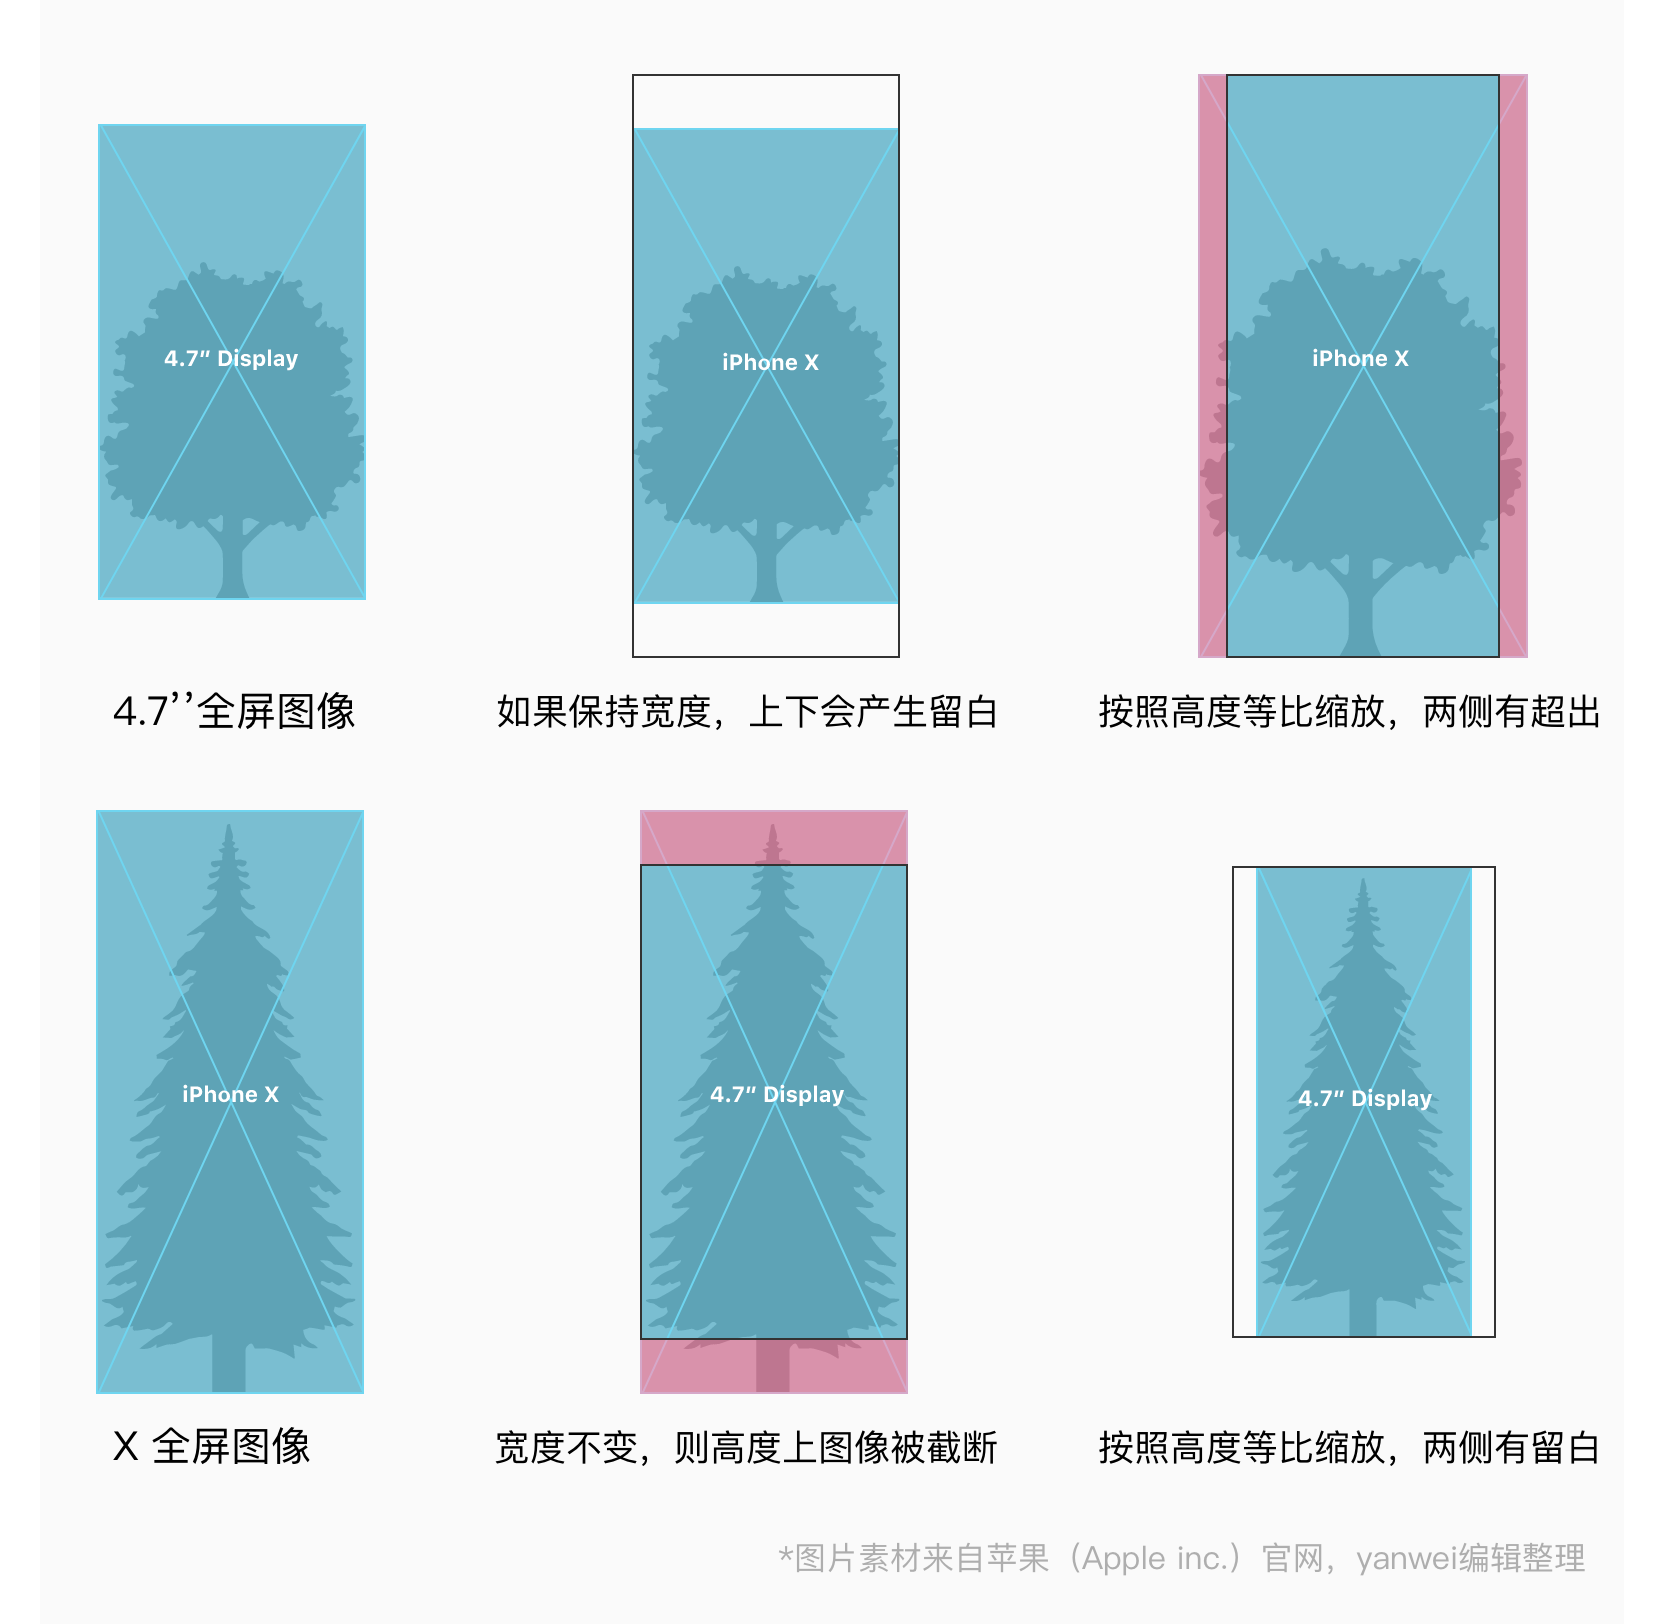 4.7” Display
iPhone X
iPhone X
4.7’’全屏图像
如果保持宽度，上下会产生留白
按照高度等比缩放，两侧有超出
iPhone X
4.7” Display
4.7” Display
X 全屏图像
宽度不变，则高度上图像被截断
按照高度等比缩放，两侧有留白
*图片素材来自苹果（Apple inc.）官网，yanwei编辑整理